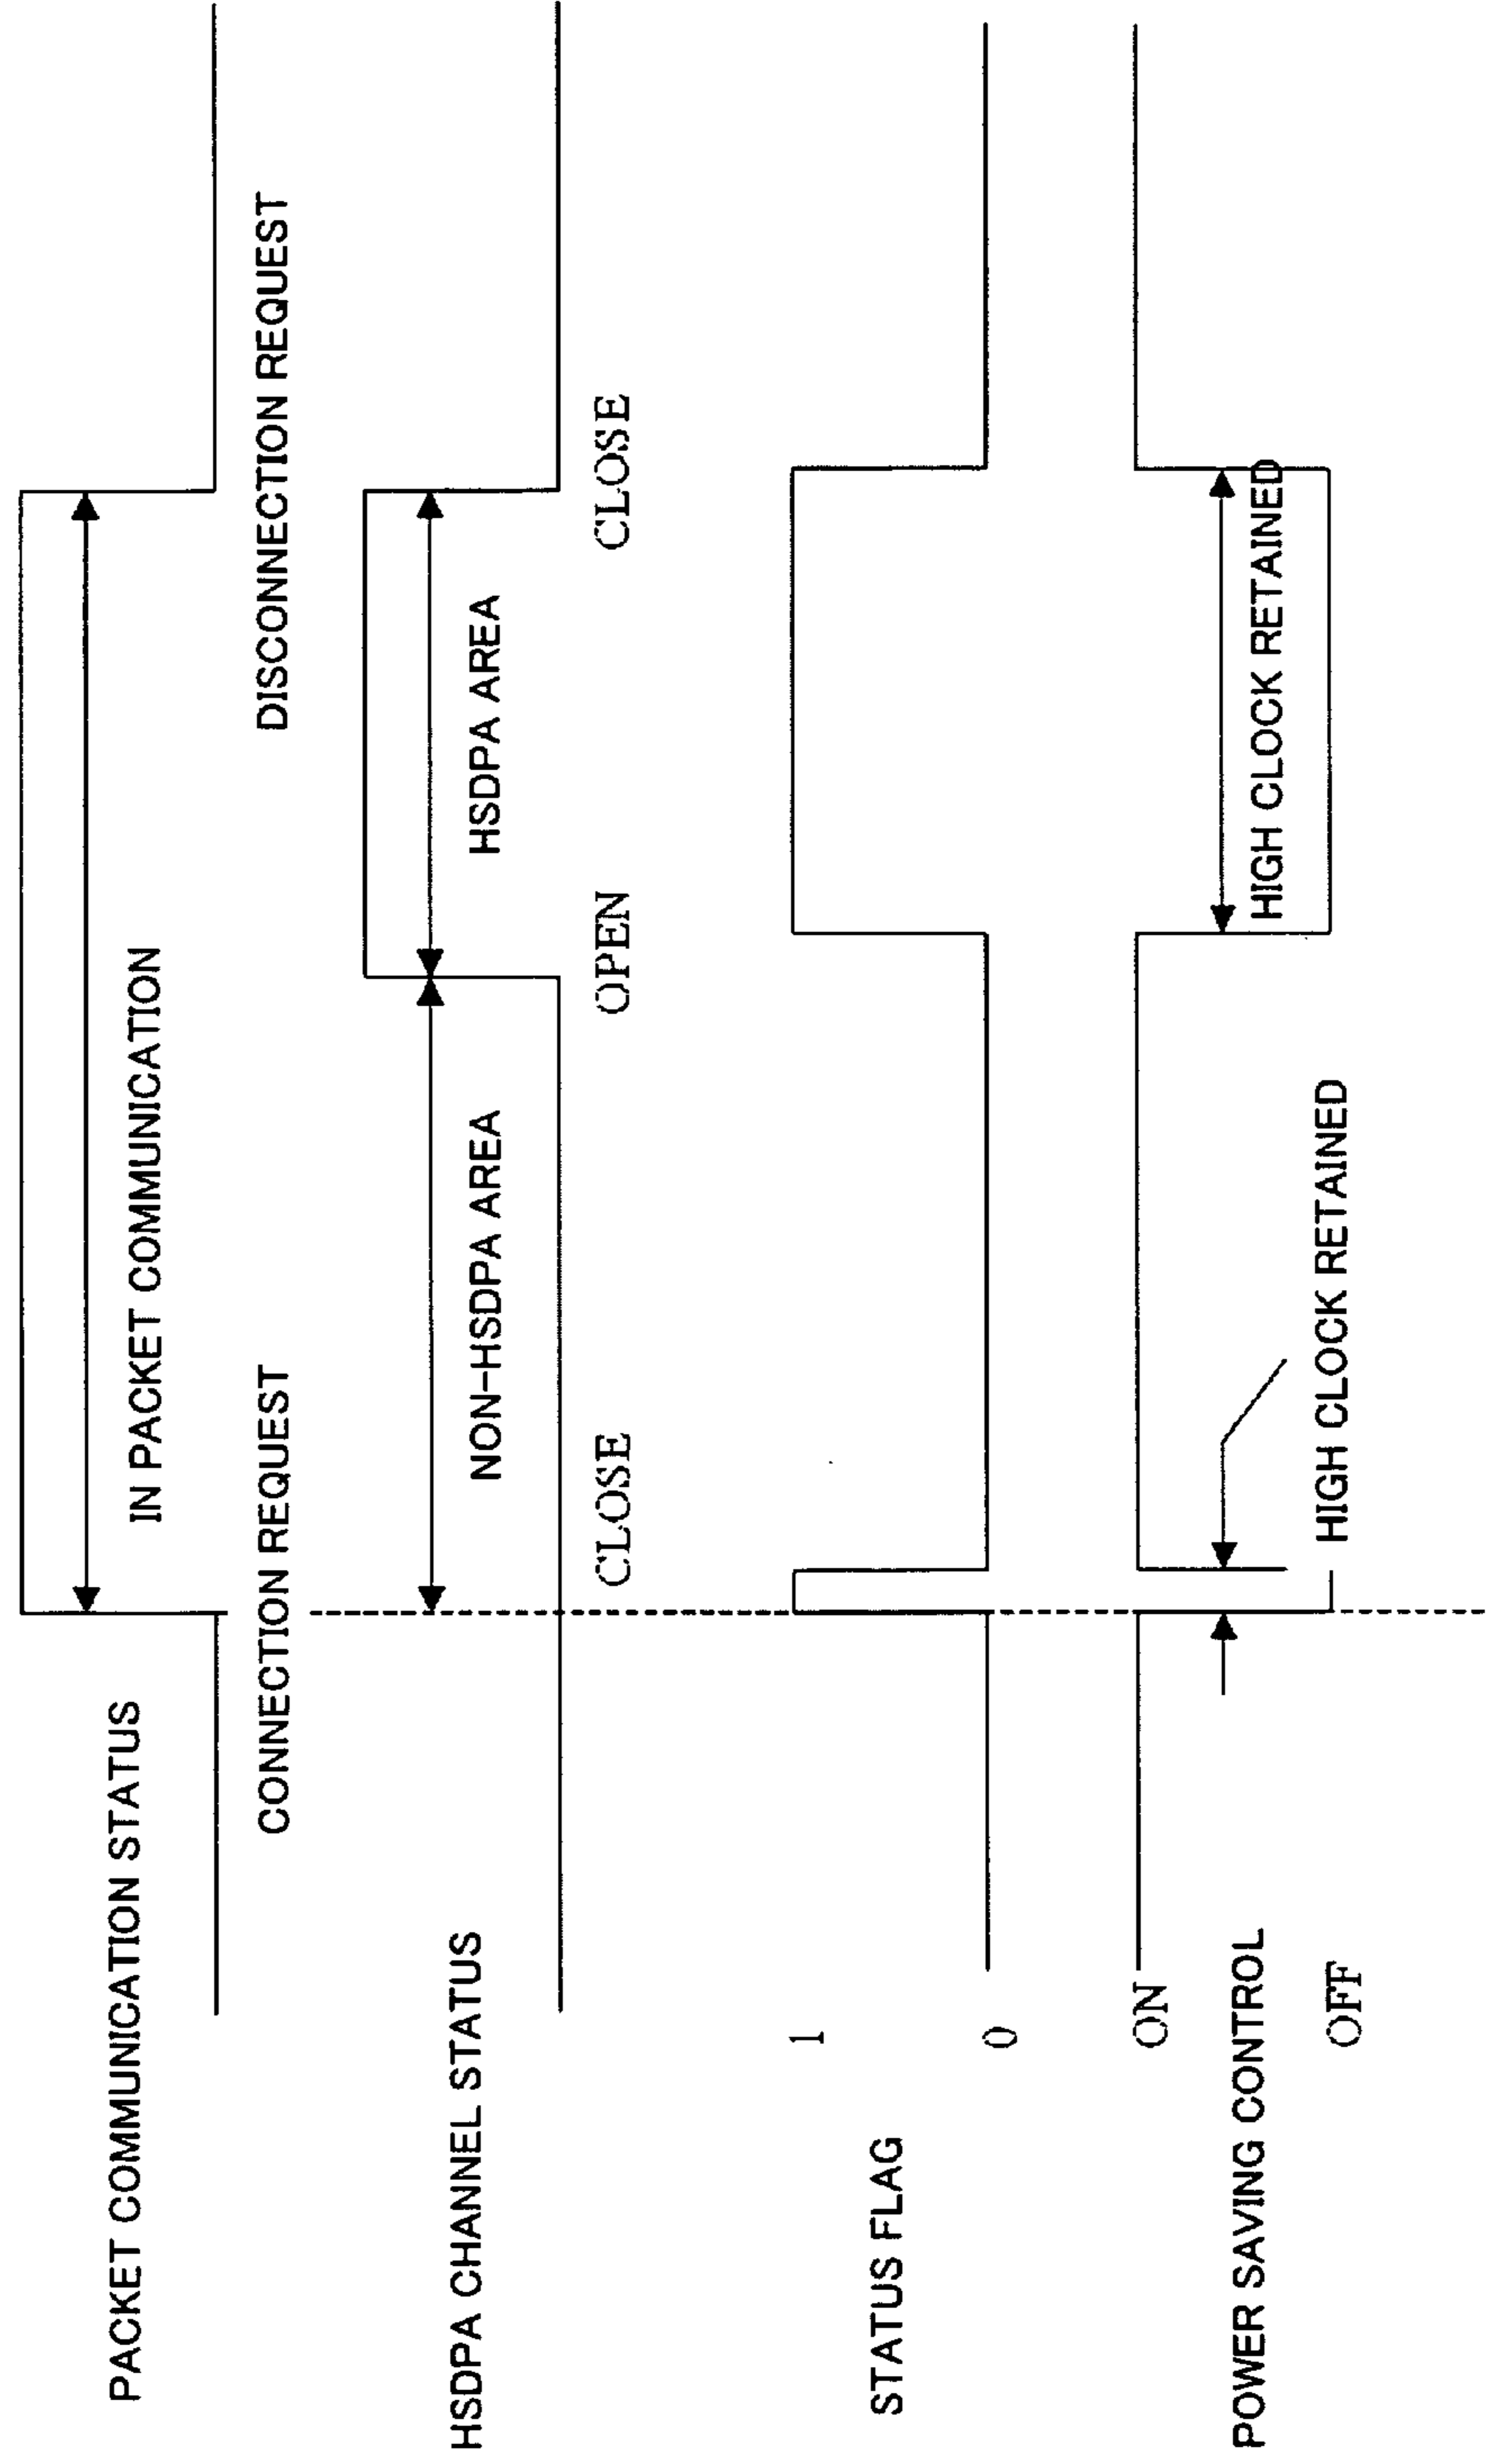 PACKET COMMUNICATION STATUS
IN PACKET COMMUNICATION
CONNECTION REQUEST
DISCONNECTION REQUEST
HSDPA CHANNEL STATUS
NON-HSDPA AREA
HSDPA AREA
CLOSE
OPEN
CLOSE
STATUS FLAG
1
0
POWER SAVING CONTROL
ON
OFF
HIGH CLOCK RETAINED
HIGH CLOCK RETAINED